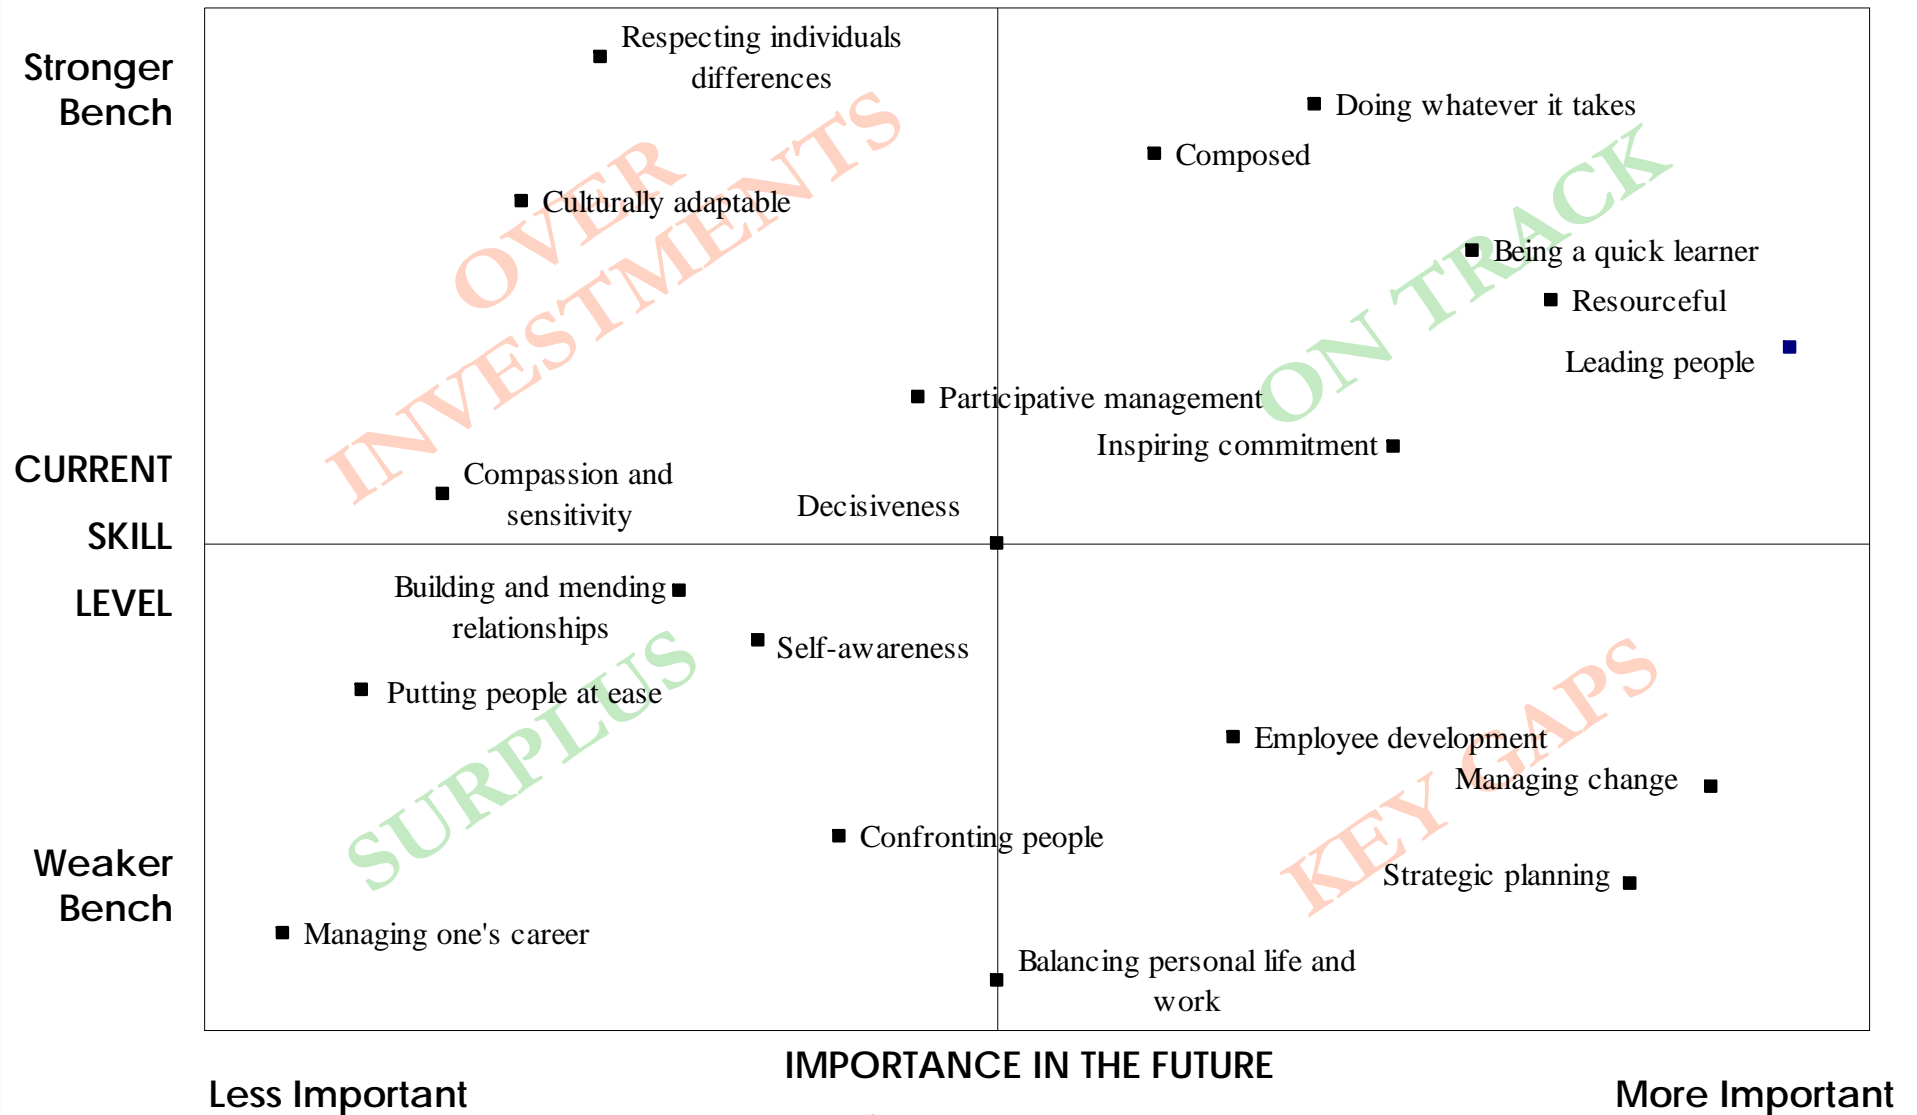 Stronger
Bench
Respecting individuals
differences
Doing whatever it takes
Composed
OVER
INVESTMENTS
Culturally adaptable
ON TRACK
Being a quick learner
Resourceful
Leading people
Participative management
Inspiring commitment
CURRENT
SKILL
LEVEL
Compassion and
sensitivity
Decisiveness
Building and mending
relationships
Self-awareness
Putting people at ease
SURPLUS
Employee development
Managing change
KEY GAPS
Confronting people
Strategic planning
Weaker
Bench
Managing one's career
Balancing personal life and
work
IMPORTANCE IN THE FUTURE
Less Important
More Important